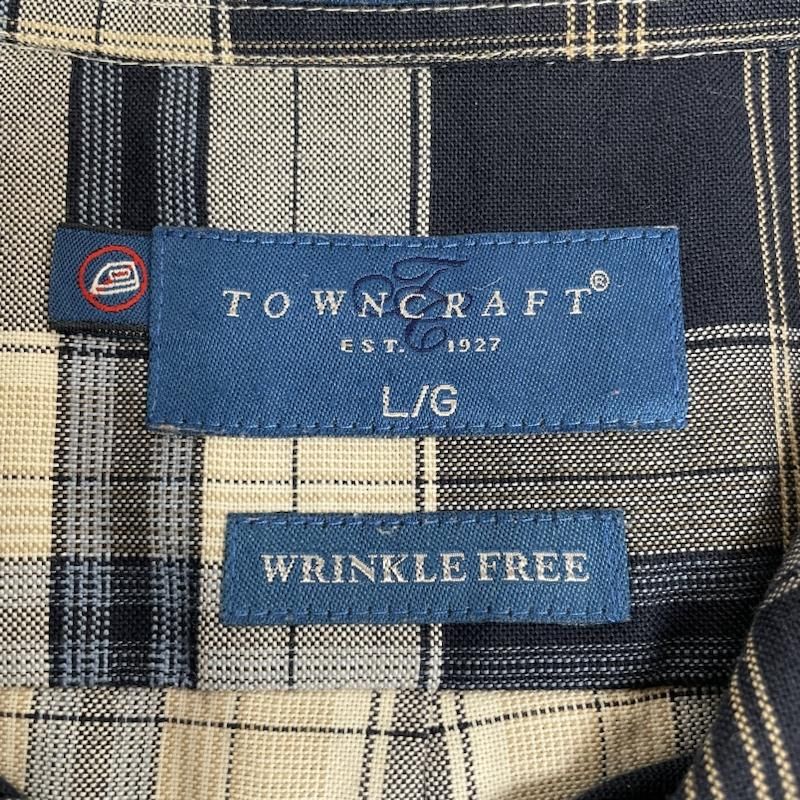 TOWNCRAFT®
EST. 1927
L/G
WRINKLE FREE